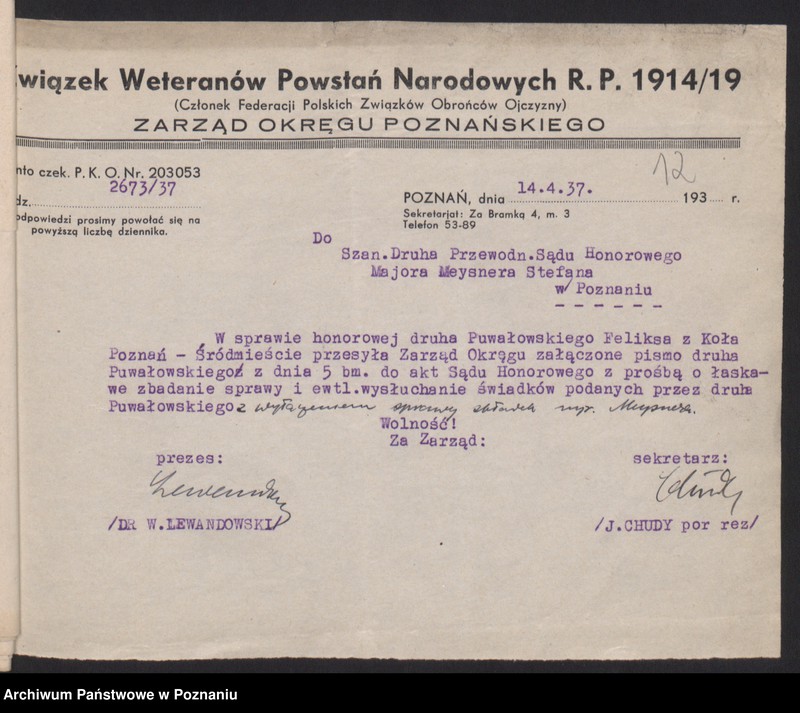 wiązek Weteranów Powstań Narodowych R. P. 1914/19
(Członek Federacji Polskich Związków Obrońców Ojczyzny)
ZARZĄD OKRĘGU POZNAŃSKIEGO
nto czek. P. K. O. Nr. 203053
12
2673/37
dz.
POZNAŃ, dnia 14.4.37. 193 r.
odpowiedzi prosimy powołać się na
powyższą liczbę dziennika.
Sekretarjat: Za Bramką 4, m. 3
Telefon 53-89
Do
Szan.Druha Przewodn.Sądu Honorowego
Majora Meysnera Stefana
w Poznaniu
W sprawie honorowej druha Puwałowskiego Feliksa z Koła
Poznań - Śródmieście przesyła Zarząd Okręgu załączone pismo druha
Puwałowskiego z dnia 5 bm. do akt Sądu Honorowego z prośbą o łaska-
we zbadanie sprawy i ewtl.wysłuchanie świadków podanych przez druha
Puwałowskiego z wyłączeniem sprawy składek Meysnera.
Wolność!
Za Zarząd:
prezes:
sekretarz:
Lewandowski
Chudy
/DR W.LEWANDOWSKI/
/J.CHUDY por rez/
Archiwum Państwowe w Poznaniu